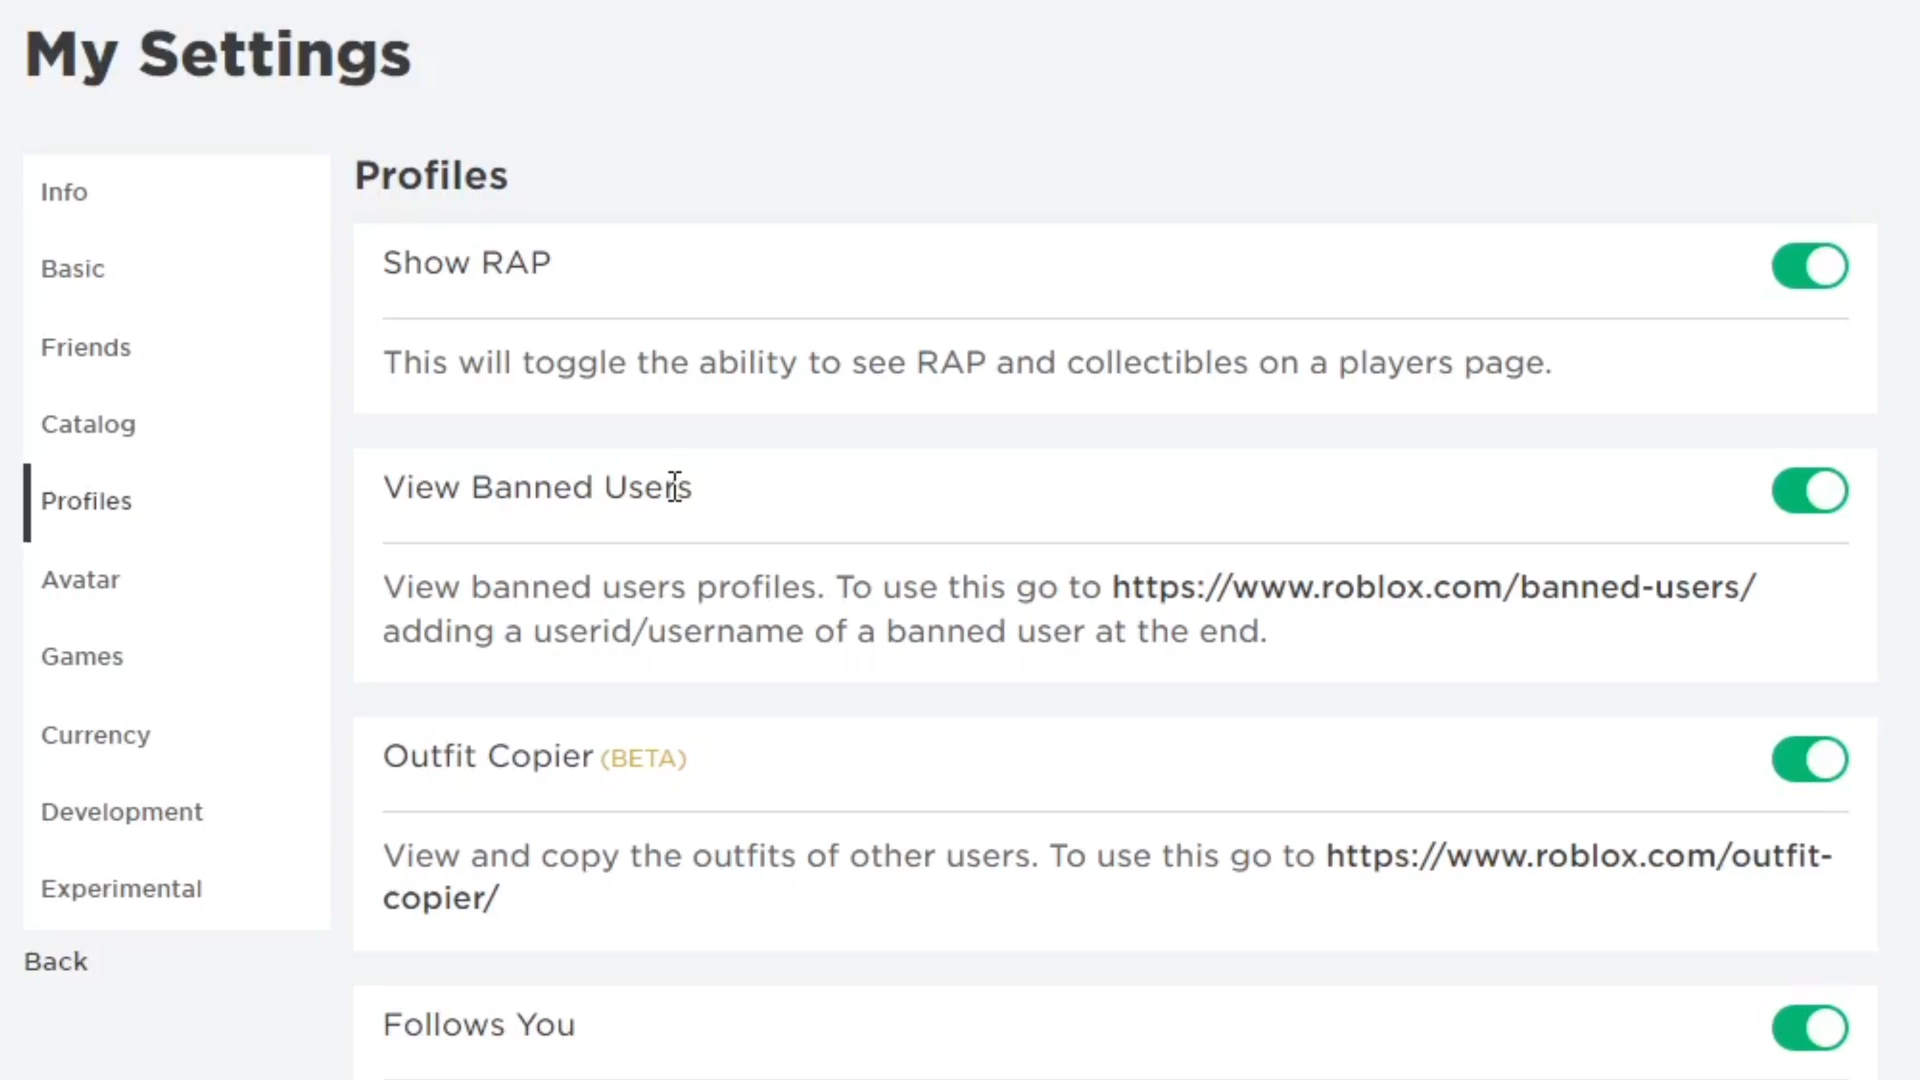 My Settings
Info
Basic
Friends
Catalog
Profiles
Avatar
Games
Currency
Development
Experimental
Back
Profiles
Show RAP
This will toggle the ability to see RAP and collectibles on a players page.
View Banned Users
View banned users profiles. To use this go to https://www.roblox.com/banned-users/
adding a userid/username of a banned user at the end.
Outfit Copier (BETA)
View and copy the outfits of other users. To use this go to https://www.roblox.com/outfit-
copier/
Follows You